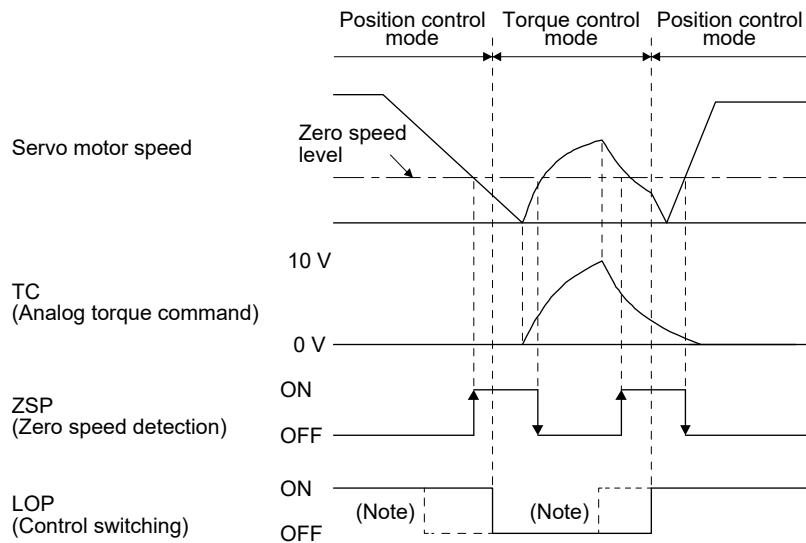 Position control
mode
Torque control
mode
Position control
mode
Servo motor speed
Zero speed
level
10 V
TC
(Analog torque command)
0 V
ON
ZSP
(Zero speed detection)
OFF
ON
LOP
(Control switching)
(Note)
(Note)
OFF